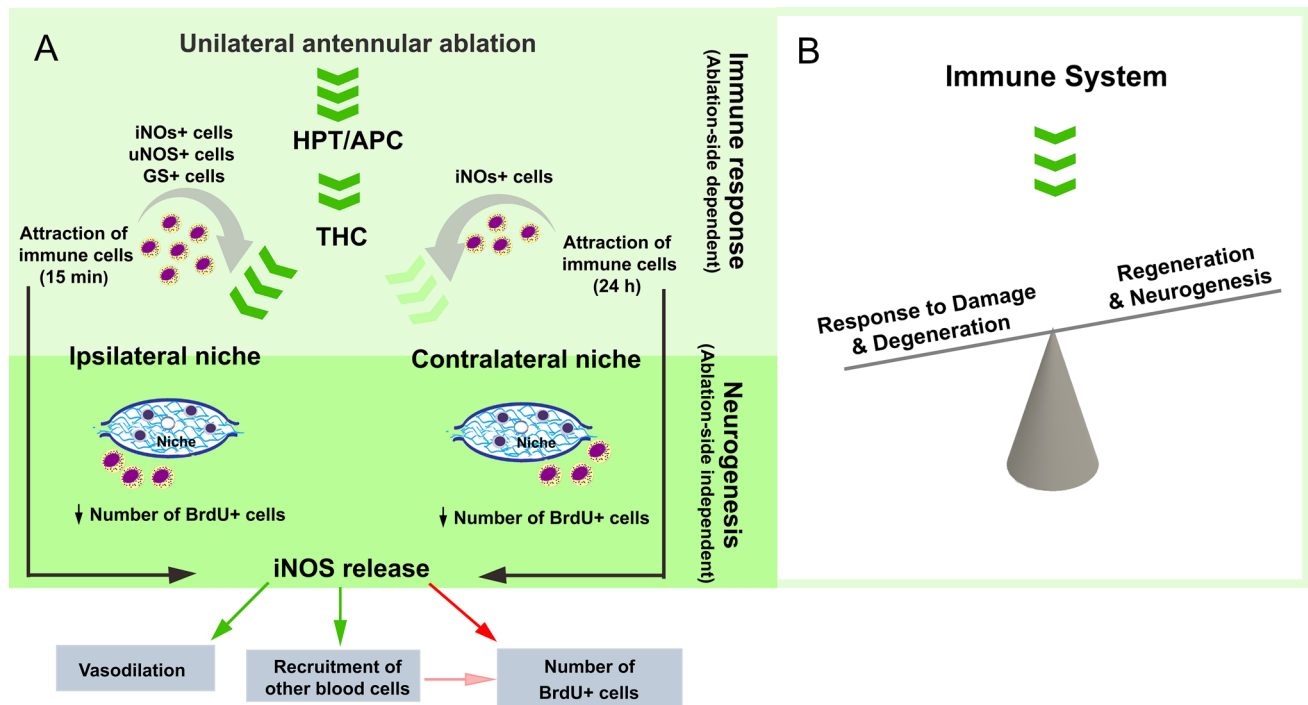 A
Unilateral antennular ablation
HPT/APC
THC
iNOs+ cells
uNOS+ cells
GS+ cells
Attraction of
immune cells
(15 min)
iNOs+ cells
Attraction of
immune cells
(24 h)
Immune response
(Ablation-side dependent)
Ipsilateral niche
Contralateral niche
Niche
Niche
↓ Number of BrdU+ cells
↓ Number of BrdU+ cells
Neurogenesis
(Ablation-side independent)
iNOS release
Vasodilation
Recruitment of
other blood cells
Number of
BrdU+ cells
B
Immune System
Response to Damage
& Degeneration
Regeneration
& Neurogenesis